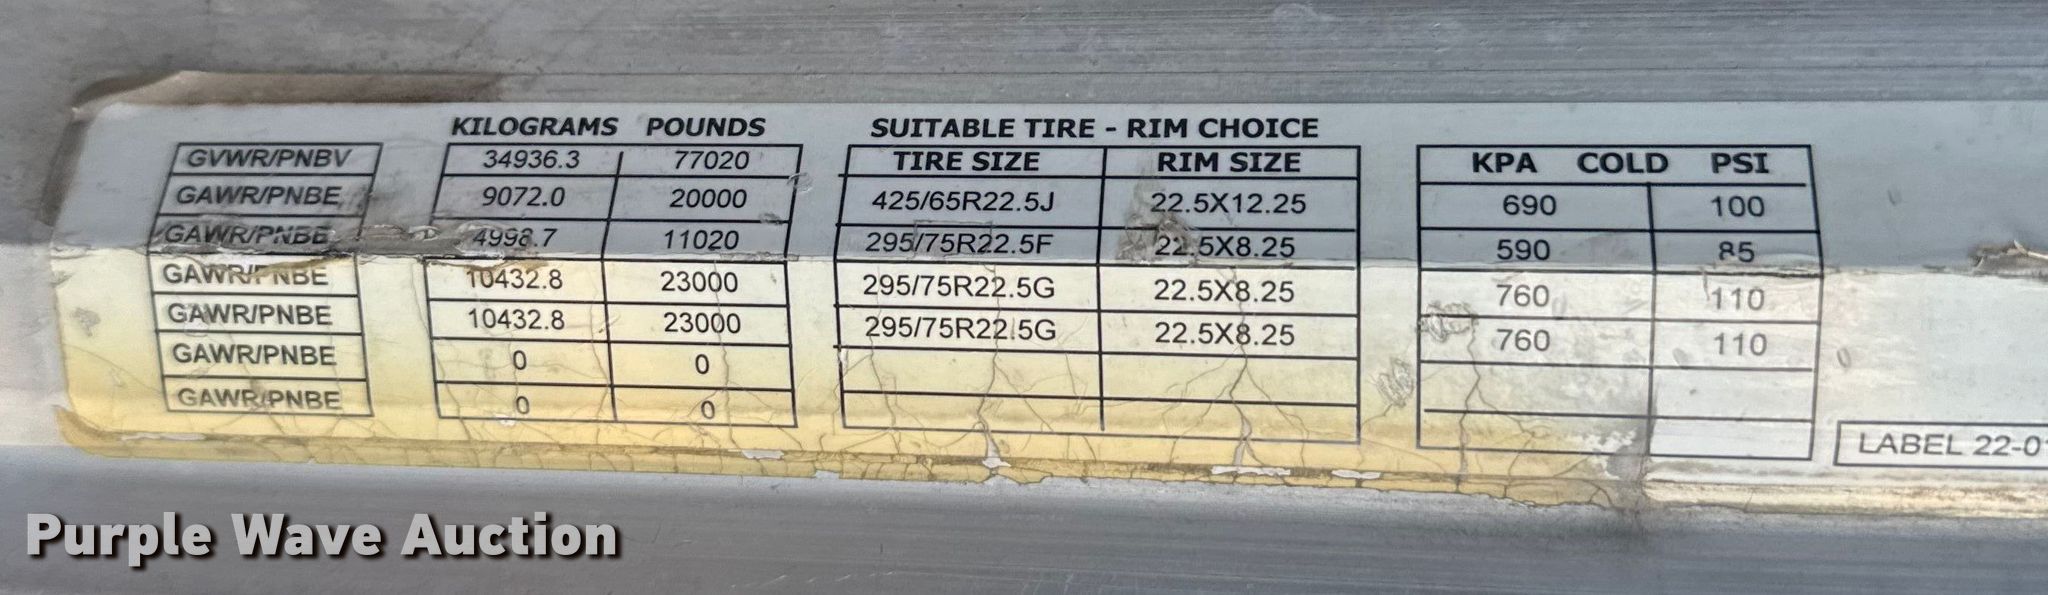 KILOGRAMS POUNDS SUITABLE TIRE - RIM CHOICE
GVWR/PNBV 34936.3 77020 TIRE SIZE RIM SIZE KPA COLD PSI
GAWR/PNBE 9072.0 20000 425/65R22.5J 22.5X12.25 690 100
GAWR/PNBE 4998.7 11020 295/75R22.5F 22.5X8.25 590 85
GAWR/PNBE 10432.8 23000 295/75R22.5G 22.5X8.25 760 110
GAWR/PNBE 10432.8 23000 295/75R22.5G 22.5X8.25 760 110
GAWR/PNBE 0 0
GAWR/PNBE 0 0
LABEL 22-01
Purple Wave Auction